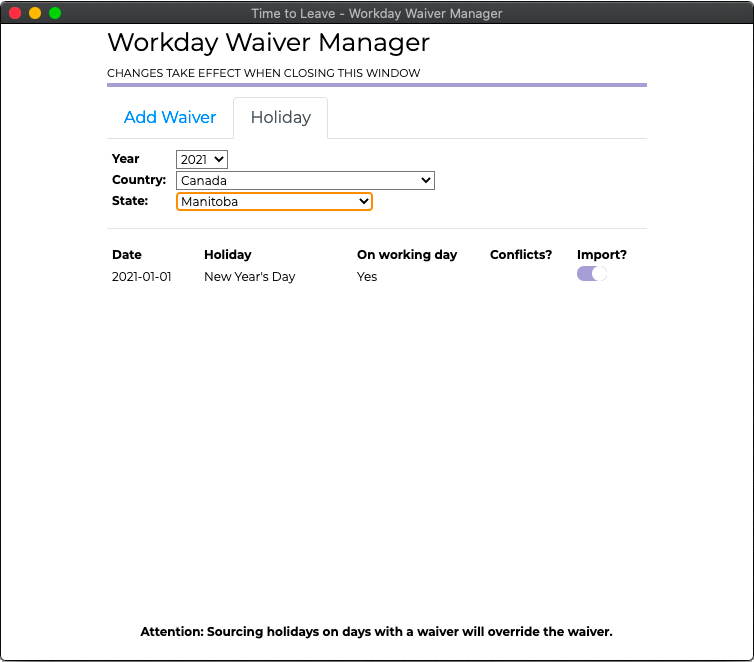 Time to Leave - Workday Waiver Manager
Workday Waiver Manager
CHANGES TAKE EFFECT WHEN CLOSING THIS WINDOW
Add Waiver Holiday
Year 2021
Country: Canada
State: Manitoba
Date Holiday On working day Conflicts? Import?
2021-01-01 New Year's Day Yes
Attention: Sourcing holidays on days with a waiver will override the waiver.